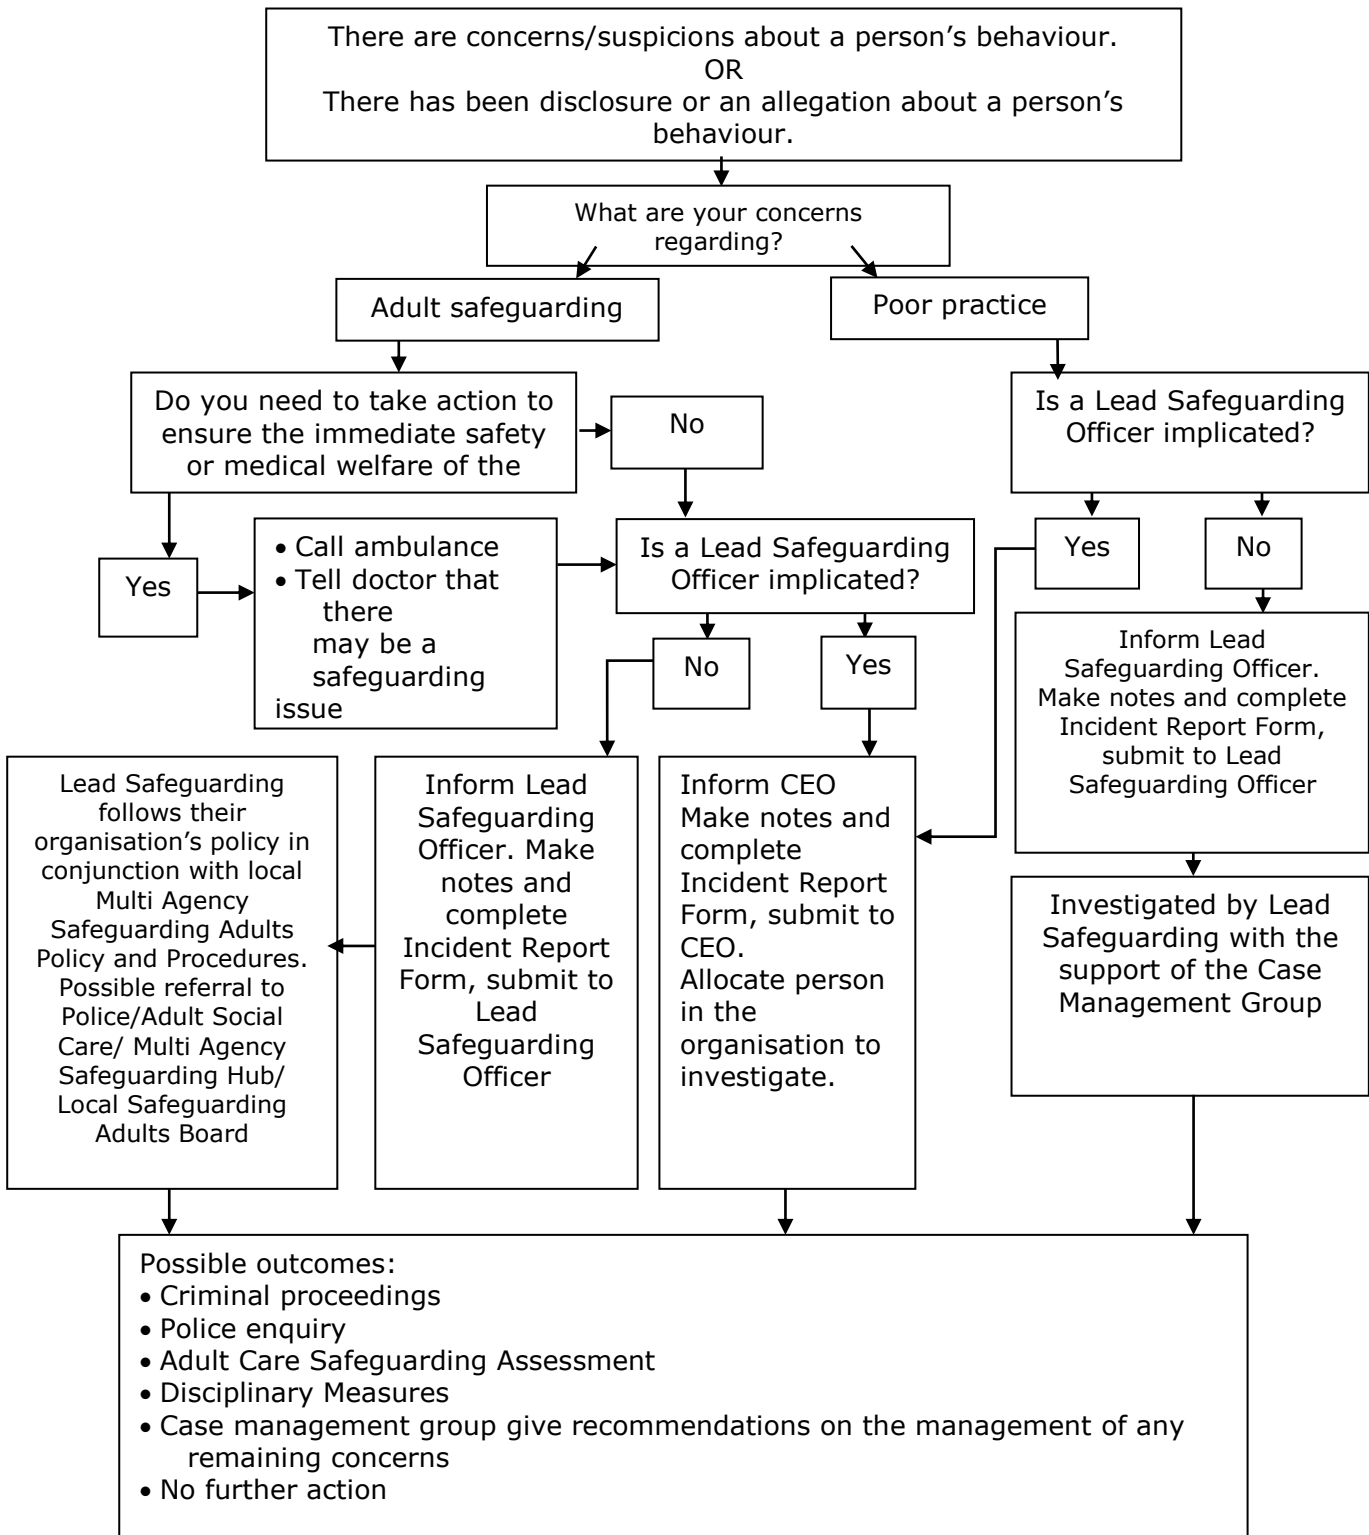 There are concerns/suspicions about a person’s behaviour.
OR
There has been disclosure or an allegation about a person’s
behaviour.
What are your concerns
regarding?
Adult safeguarding
Poor practice
Do you need to take action to
ensure the immediate safety
or medical welfare of the
No
Is a Lead Safeguarding
Officer implicated?
Yes
• Call ambulance
• Tell doctor that
there
may be a
safeguarding
issue
Is a Lead Safeguarding
Officer implicated?
Yes
No
No
Yes
Inform Lead
Safeguarding Officer.
Make notes and complete
Incident Report Form,
submit to Lead
Safeguarding Officer
Lead Safeguarding
follows their
organisation’s policy in
conjunction with local
Multi Agency
Safeguarding Adults
Policy and Procedures.
Possible referral to
Police/Adult Social
Care/ Multi Agency
Safeguarding Hub/
Local Safeguarding
Adults Board
Inform Lead
Safeguarding
Officer. Make
notes and
complete
Incident Report
Form, submit to
Lead
Safeguarding
Officer
Inform CEO
Make notes and
complete
Incident Report
Form, submit to
CEO.
Allocate person
in the
organisation to
investigate.
Investigated by Lead
Safeguarding with the
support of the Case
Management Group
Possible outcomes:
• Criminal proceedings
• Police enquiry
• Adult Care Safeguarding Assessment
• Disciplinary Measures
• Case management group give recommendations on the management of any
remaining concerns
• No further action